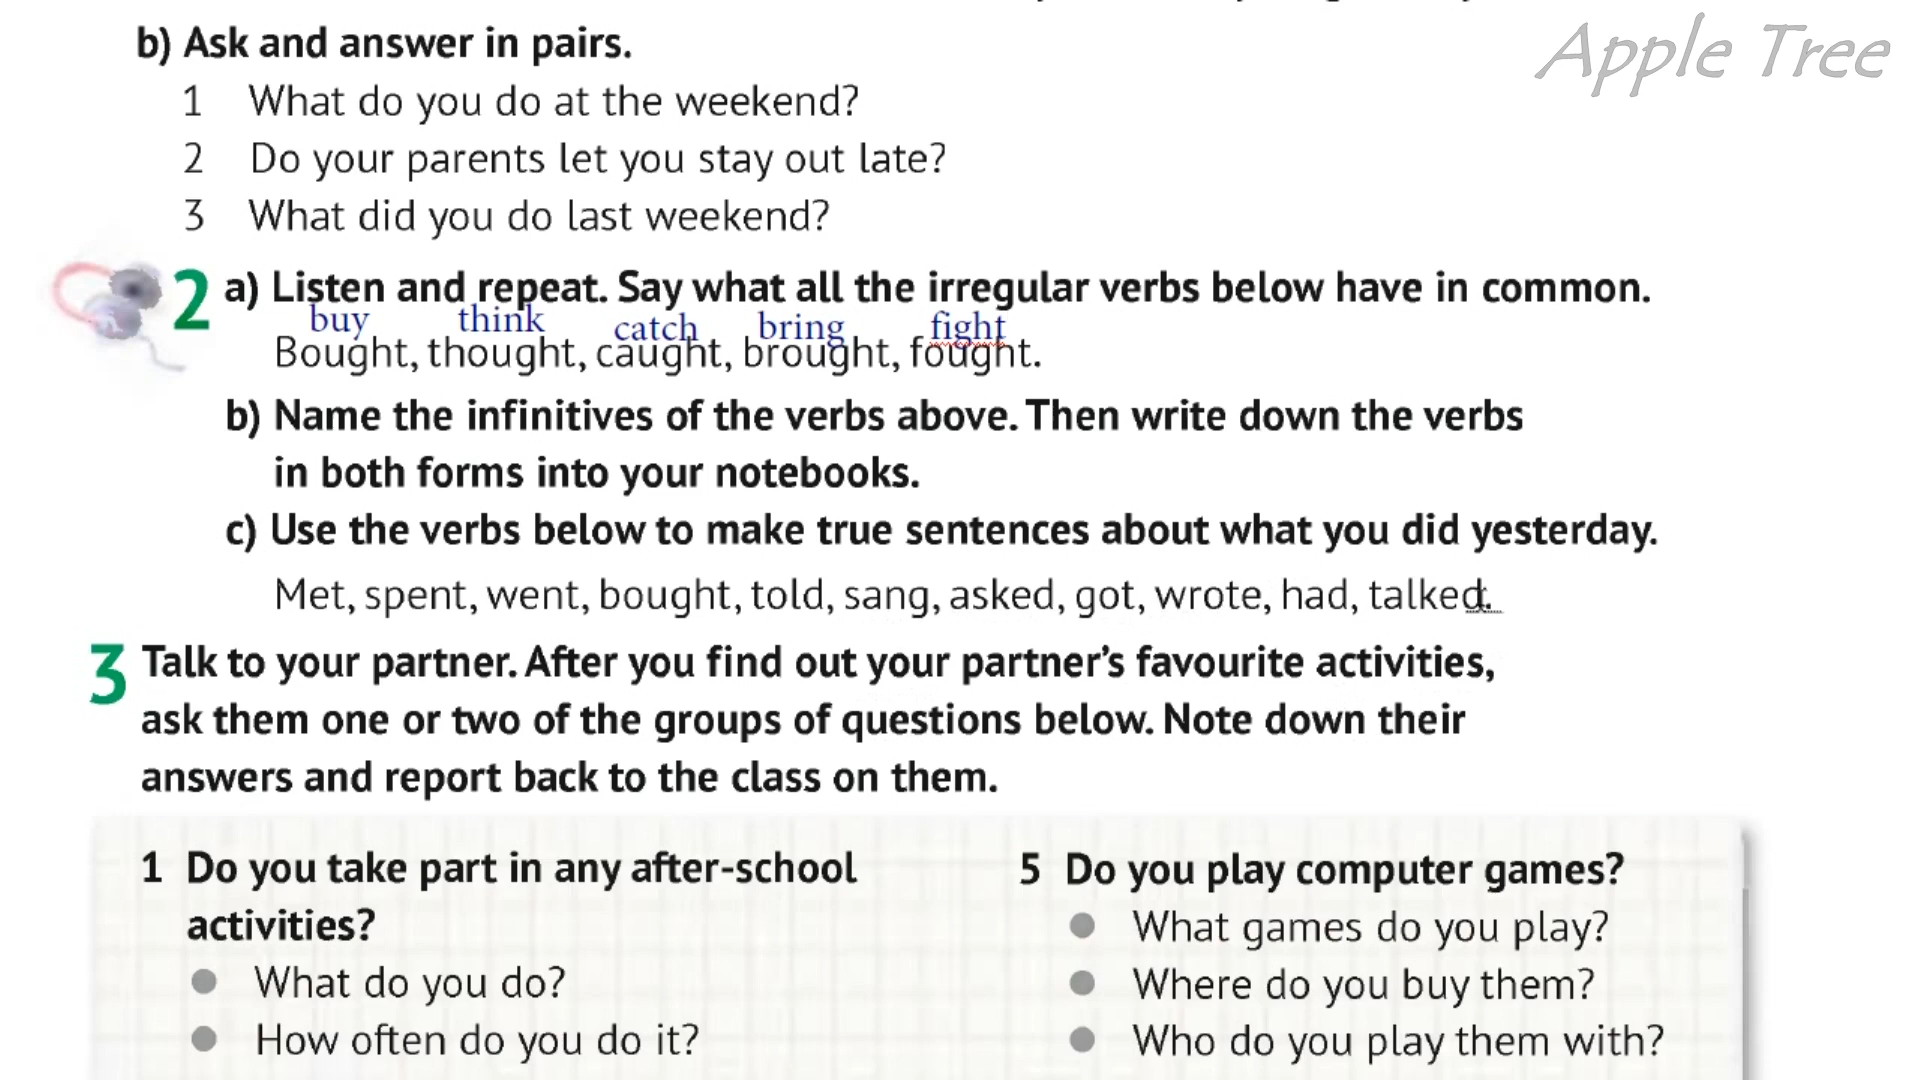 Apple Tree
b) Ask and answer in pairs.
1 What do you do at the weekend?
2 Do your parents let you stay out late?
3 What did you do last weekend?
2 a) Listen and repeat. Say what all the irregular verbs below have in common.
buy think catch bring fight
Bought, thought, caught, brought, fought.
b) Name the infinitives of the verbs above. Then write down the verbs
in both forms into your notebooks.
c) Use the verbs below to make true sentences about what you did yesterday.
Met, spent, went, bought, told, sang, asked, got, wrote, had, talked.
3 Talk to your partner. After you find out your partner's favourite activities,
ask them one or two of the groups of questions below. Note down their
answers and report back to the class on them.
1 Do you take part in any after-school
activities?
What do you do?
How often do you do it?
5 Do you play computer games?
What games do you play?
Where do you buy them?
Who do you play them with?